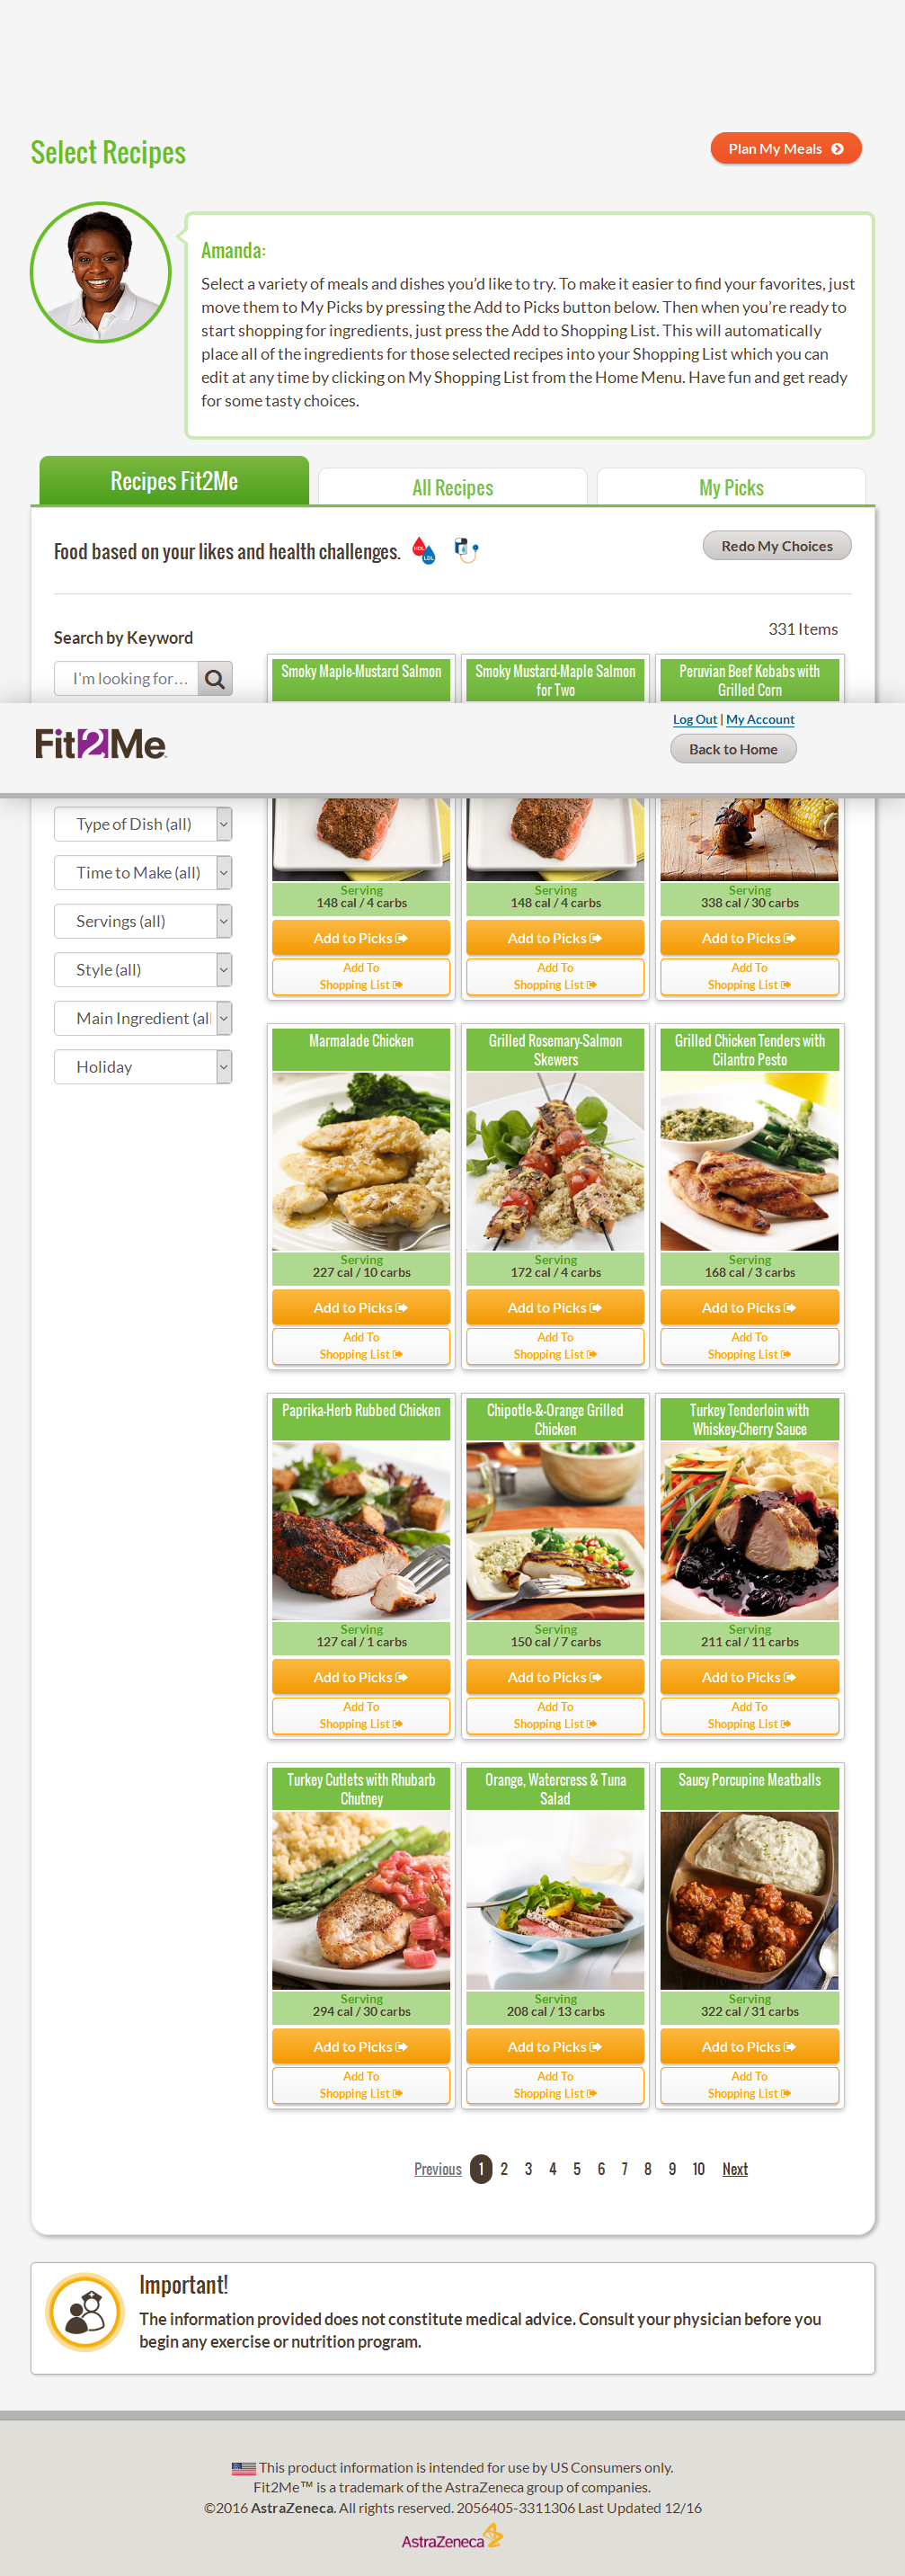 Select Recipes
Plan My Meals
Amanda:
Select a variety of meals and dishes you’d like to try. To make it easier to find your favorites, just
move them to My Picks by pressing the Add to Picks button below. Then when you’re ready to
start shopping for ingredients, just press the Add to Shopping List. This will automatically
place all of the ingredients for those selected recipes into your Shopping List which you can
edit at any time by clicking on My Shopping List from the Home Menu. Have fun and get ready
for some tasty choices.
Recipes Fit2Me
All Recipes
My Picks
Food based on your likes and health challenges.
HDL
LDL
Redo My Choices
331 Items
Search by Keyword
I'm looking for...
Smoky Maple-Mustard Salmon
Smoky Mustard-Maple Salmon
for Two
Peruvian Beef Kebabs with
Grilled Corn
Fit2Me
Log Out | My Account
Back to Home
Type of Dish (all)
Time to Make (all)
Servings (all)
Style (all)
Main Ingredient (all
Holiday
Serving
148 cal / 4 carbs
Add to Picks
Add To
Shopping List
Serving
148 cal / 4 carbs
Add to Picks
Add To
Shopping List
Serving
338 cal / 30 carbs
Add to Picks
Add To
Shopping List
Marmalade Chicken
Serving
227 cal / 10 carbs
Add to Picks
Add To
Shopping List
Grilled Rosemary-Salmon
Skewers
Serving
172 cal / 4 carbs
Add to Picks
Add To
Shopping List
Grilled Chicken Tenders with
Cilantro Pesto
Serving
168 cal / 3 carbs
Add to Picks
Add To
Shopping List
Paprika-Herb Rubbed Chicken
Serving
127 cal / 1 carbs
Add to Picks
Add To
Shopping List
Chipotle-&-Orange Grilled
Chicken
Serving
150 cal / 7 carbs
Add to Picks
Add To
Shopping List
Turkey Tenderloin with
Whiskey-Cherry Sauce
Serving
211 cal / 11 carbs
Add to Picks
Add To
Shopping List
Turkey Cutlets with Rhubarb
Chutney
Serving
294 cal / 30 carbs
Add to Picks
Add To
Shopping List
Orange, Watercress & Tuna
Salad
Serving
208 cal / 13 carbs
Add to Picks
Add To
Shopping List
Saucy Porcupine Meatballs
Serving
322 cal / 31 carbs
Add to Picks
Add To
Shopping List
Previous 1 2 3 4 5 6 7 8 9 10 Next
Important!
The information provided does not constitute medical advice. Consult your physician before you
begin any exercise or nutrition program.
This product information is intended for use by US Consumers only.
Fit2Me™ is a trademark of the AstraZeneca group of companies.
©2016 AstraZeneca. All rights reserved. 2056405-3311306 Last Updated 12/16
AstraZeneca